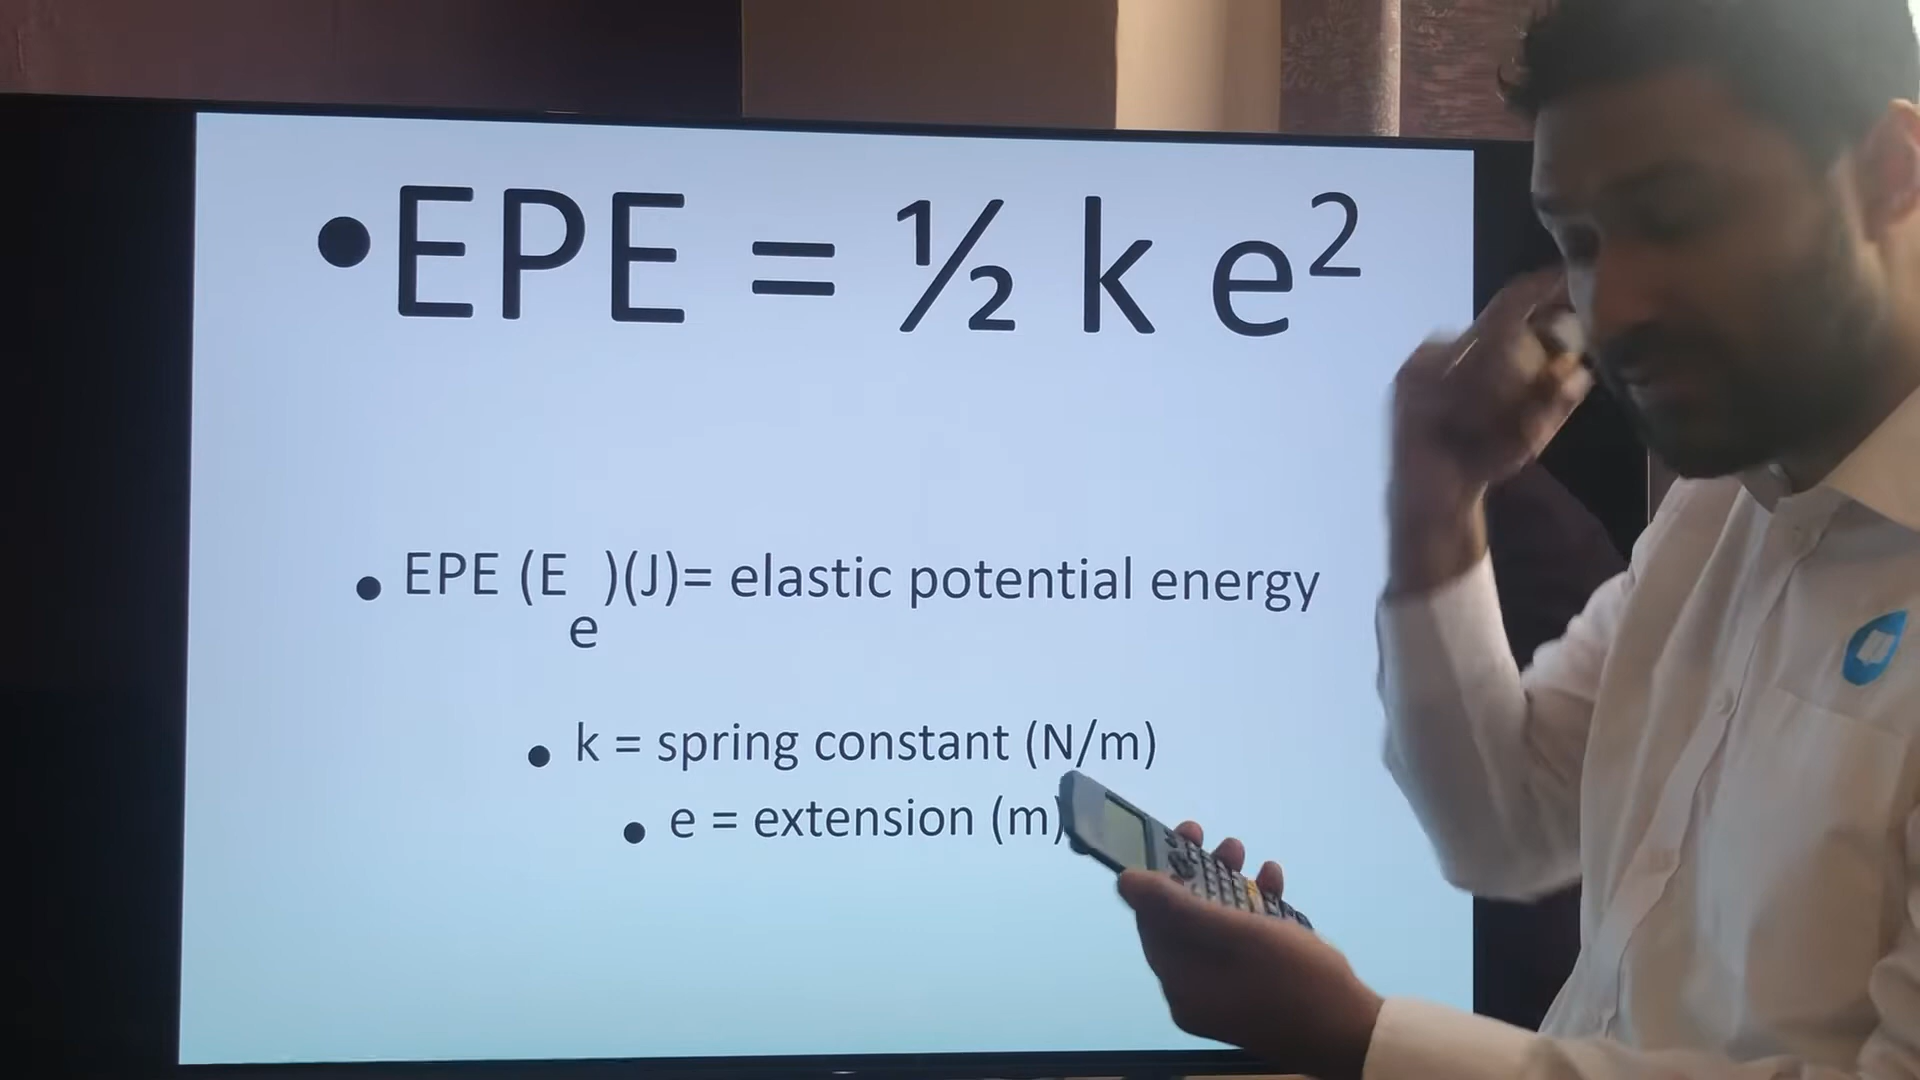 •EPE = ½ k e²
• EPE (Eₑ)(J)= elastic potential energy
• k = spring constant (N/m)
• e = extension (m)